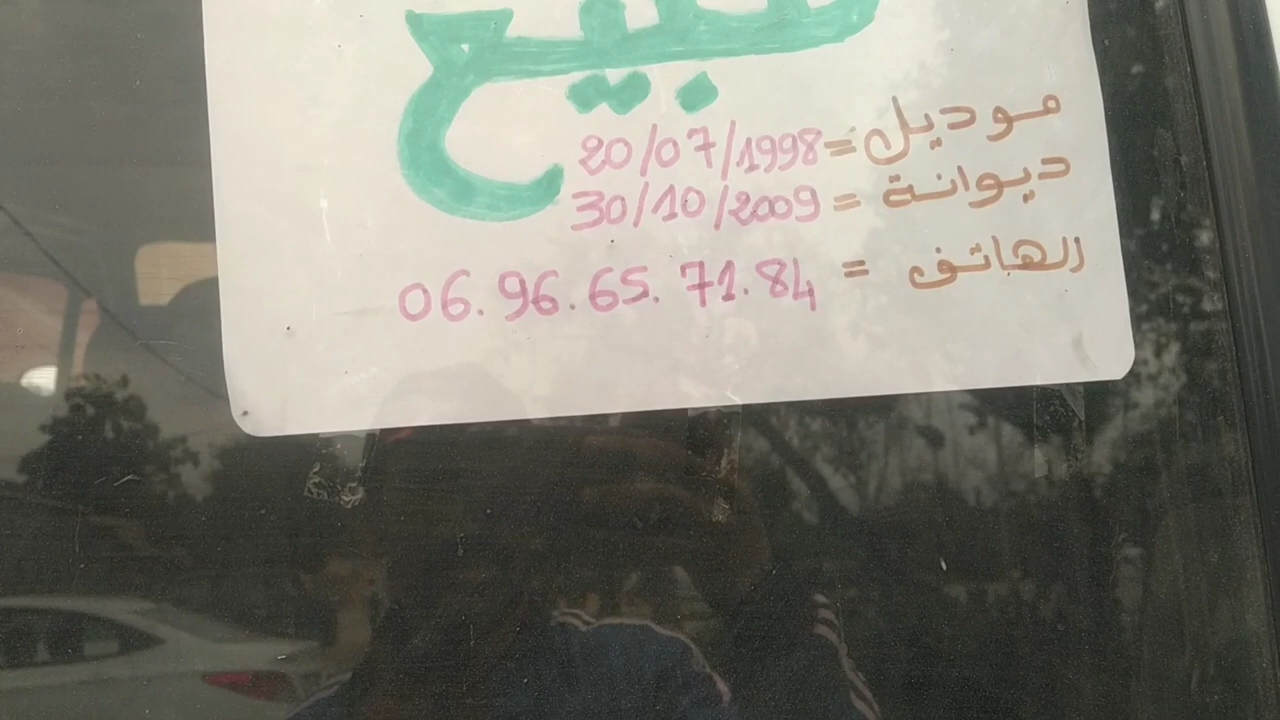 للبيع
موديل = 20/07/1998
ديوانة = 30/10/2009
الهاتف = 06.96.65.71.84